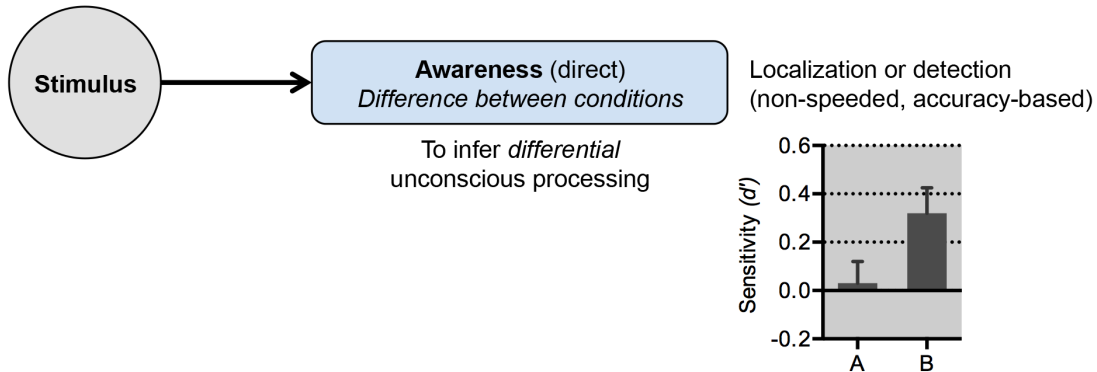 Stimulus
Awareness (direct)
Difference between conditions
To infer differential
unconscious processing
Localization or detection
(non-speeded, accuracy-based)
Sensitivity (d')
0.6
0.4
0.2
0.0
-0.2
A
B